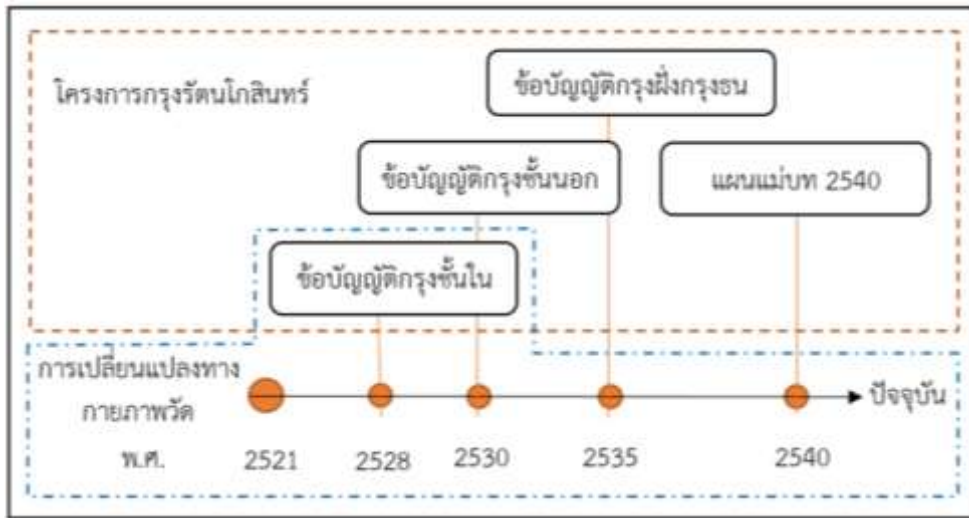 โครงการกรุงรัตนโกสินทร์
ข้อบัญญัติกรุงฝั่งกรุงธน
ข้อบัญญัติกรุงชั้นนอก
แผนแม่บท 2540
ข้อบัญญัติกรุงชั้นใน
การเปลี่ยนแปลงทาง
กายภาพวัด
ปัจจุบัน
พ.ศ. 2521 2528 2530 2535 2540